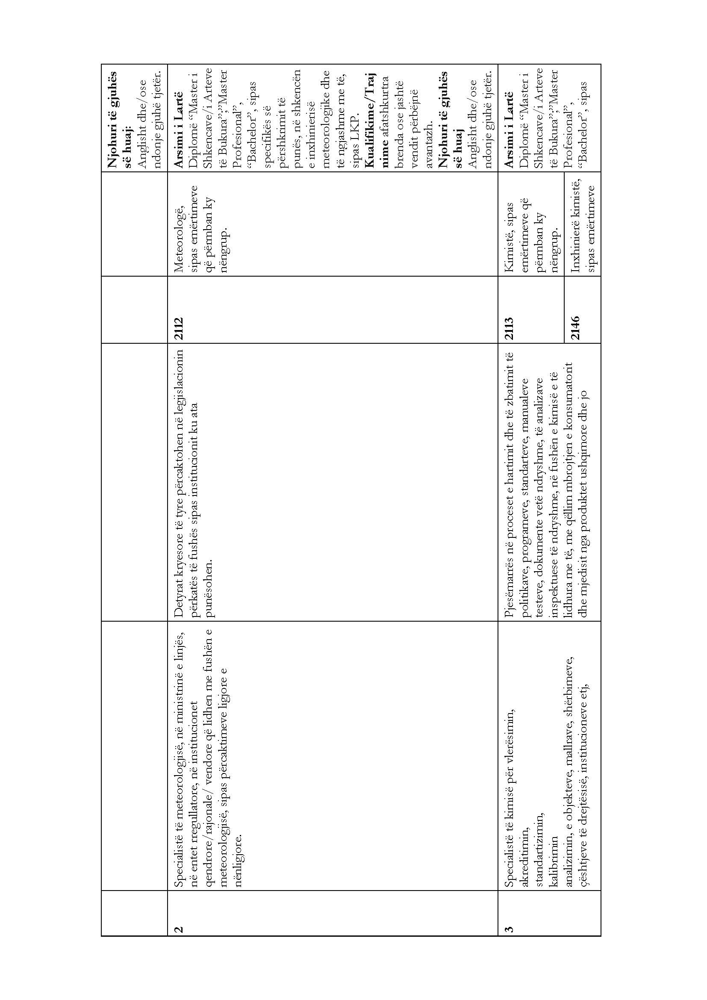 Njohuri të gjuhës
së huaj:
Anglisht dhe/ose
ndonje gjuhë tjetër.
2
Specialistë të meteorologjisë, në ministrinë e linjës,
në entet rregullatore, në institucionet
qendrore/rajonale/ vendore që lidhen me fushën e
meteorologjisë, sipas përcaktimeve ligjore e
nënligjore.
Detyrat kryesore të tyre përcaktohen në legjislacionin
përkatës të fushës sipas institucionit ku ata
punësohen.
2112
Meteorologë,
sipas emërtimeve
që përmban ky
nëngrup.
Arsimi i Lartë
Diplomë “Master i
Shkencave/i Arteve
të Bukura”;”Master
Profesional”,
“Bachelor”, sipas
specifikës së
përshkrimit të
punës, në shkencën
e inxhinierisë
meteorologjike dhe
të ngjashme me të,
sipas LKP.
Kualifikime/Traj
nime afatshkurtra
brenda ose jashtë
vendit përbëjnë
avantazh.
Njohuri të gjuhës
së huaj
Anglisht dhe/ose
ndonje gjuhë tjetër.
3
Specialistë të kimisë për vlerësimin,
akreditimin,
standartizimin,
kalibrimin
analizimin, e objekteve, mallrave, shërbimeve,
çështjeve të drejtësisë, institucioneve etj,
Pjesëmarrës në proceset e hartimit dhe të zbatimit të
politikave, programeve, standarteve, manualeve
testeve, dokumente vetë ndryshme, të analizave
inspektuese të ndryshme, në fushën e kimisë e të
lidhura me të, me qëllim mbrojtjen e konsumatorit
dhe mjedisit nga produktet ushqimore dhe jo
2113
Kimistë, sipas
emërtimeve që
përmban ky
nëngrup.
2146
Inxhinierë kimistë,
sipas emërtimeve
Arsimi i Lartë
Diplomë “Master i
Shkencave/i Arteve
të Bukura”;”Master
Profesional”,
“Bachelor”, sipas